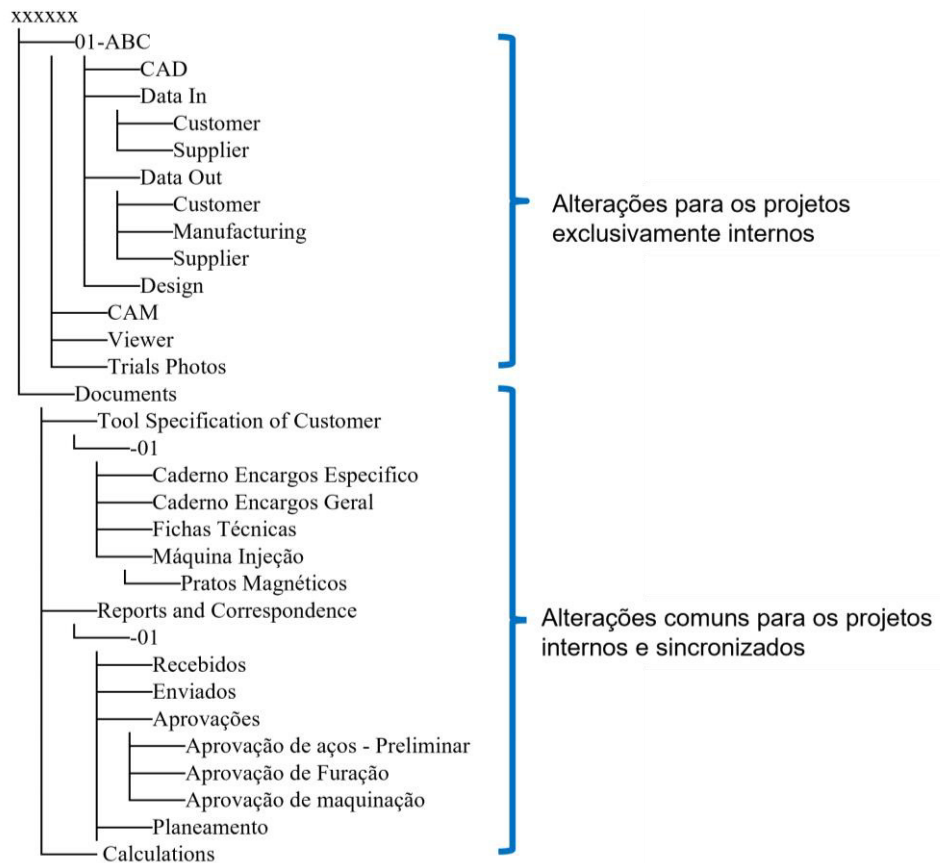 xxxxxx
01-ABC
CAD
Data In
Customer
Supplier
Data Out
Customer
Manufacturing
Supplier
Design
CAM
Viewer
Trials Photos
Alterações para os projetos
exclusivamente internos
Documents
Tool Specification of Customer
-01
Caderno Encargos Especifico
Caderno Encargos Geral
Fichas Técnicas
Máquina Injeção
Pratos Magnéticos
Reports and Correspondence
-01
Recebidos
Enviados
Aprovações
Aprovação de aços - Preliminar
Aprovação de Furação
Aprovação de maquinação
Planeamento
Calculations
Alterações comuns para os projetos
internos e sincronizados